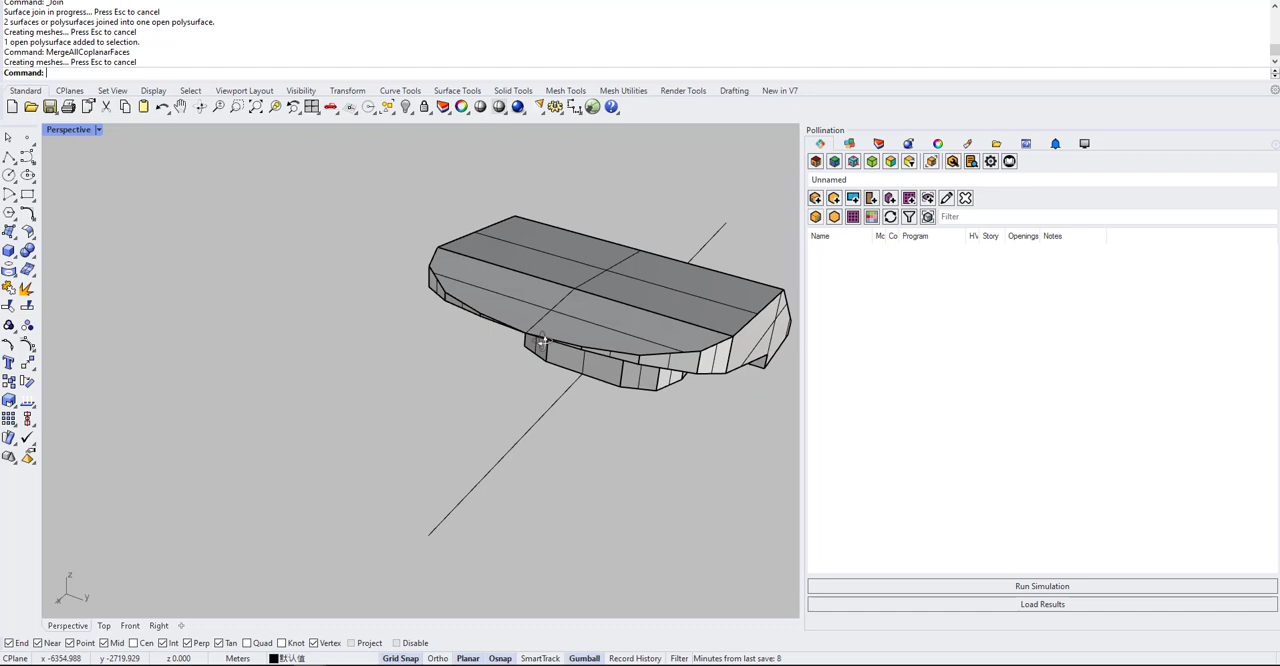 Command: _Join
Surface join in progress... Press Esc to cancel
2 surfaces or polysurfaces joined into one open polysurface.
Creating meshes... Press Esc to cancel
1 open polysurface added to selection.
Command: MergeAllCoplanarFaces
Creating meshes... Press Esc to cancel
Command:
Standard CPlanes Set View Display Select Viewport Layout Visibility Transform Curve Tools Surface Tools Solid Tools Mesh Tools Mesh Utilities Render Tools Drafting New in V7
Perspective
Pollination
Unnamed
Filter
Name Mc Co Program HV Story Openings Notes
z
x y
Run Simulation
Load Results
Perspective Top Front Right
End Near Point Mid Cen Int Perp Tan Quad Knot Vertex Project Disable
CPlane x -6354.988 y -2719.929 z 0.000 Meters 默认值 Grid Snap Ortho Planar Osnap SmartTrack Gumball Record History Filter Minutes from last save: 8